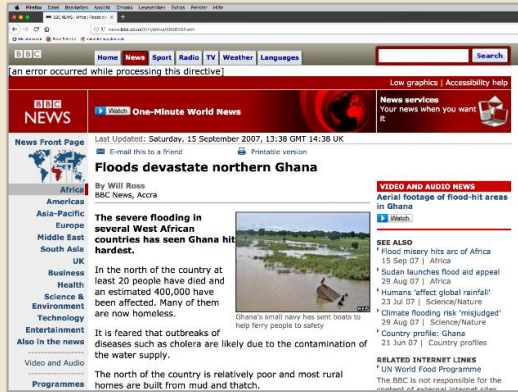 Firefox Datei Bearbeiten Ansicht Chronik Lesezeichen Extras Fenster Hilfe
BBC NEWS | Africa | Floods de
BBC
Home News Sport Radio TV Weather Languages
Search
[an error occurred while processing this directive]
Low graphics | Accessibility help
BBC
NEWS
Watch One-Minute World News
News services
Your news when you want
it
News Front Page
Africa
Americas
Asia-Pacific
Europe
Middle East
South Asia
UK
Business
Health
Science &
Environment
Technology
Entertainment
Also in the news
Video and Audio
Programmes
Last Updated: Saturday, 15 September 2007, 13:38 GMT 14:38 UK
E-mail this to a friend Printable version
Floods devastate northern Ghana
By Will Ross
BBC News, Accra
The severe flooding in
several West African
countries has seen Ghana hit
hardest.
In the north of the country at
least 20 people have died and
an estimated 400,000 have
been affected. Many of them
are now homeless.
Ghana's small navy has sent boats to
help ferry people to safety
It is feared that outbreaks of
diseases such as cholera are likely due to the contamination of
the water supply.
The north of the country is relatively poor and most rural
homes are built from mud and thatch.
VIDEO AND AUDIO NEWS
Aerial footage of flood-hit areas
in Ghana
Watch
SEE ALSO
Flood misery hits arc of Africa
15 Sep 07 | Africa
Sudan launches flood aid appeal
29 Aug 07 | Africa
Humans 'affect global rainfall'
23 Jul 07 | Science/Nature
Climate flooding risk 'misjudged'
29 Aug 07 | Science/Nature
Country profile: Ghana
21 Jun 07 | Country profiles
RELATED INTERNET LINKS
UN World Food Programme
The BBC is not responsible for the
content of external internet sites